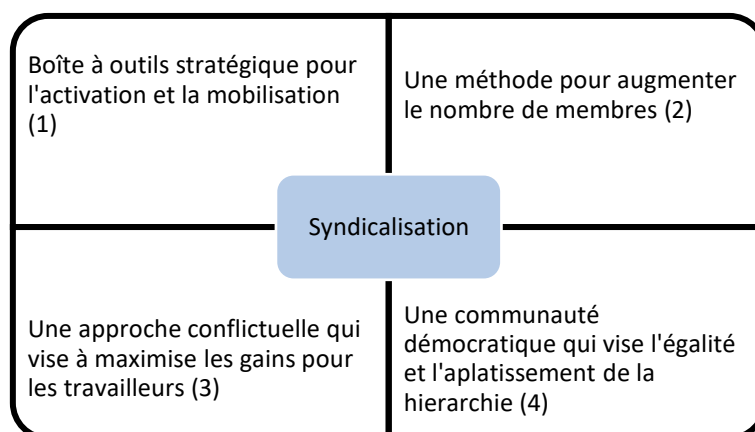 Boîte à outils stratégique pour
l'activation et la mobilisation
(1)
Une méthode pour augmenter
le nombre de membres (2)
Syndicalisation
Une approche conflictuelle qui
vise à maximise les gains pour
les travailleurs (3)
Une communauté
démocratique qui vise l'égalité
et l'aplatissement de la
hierarchie (4)